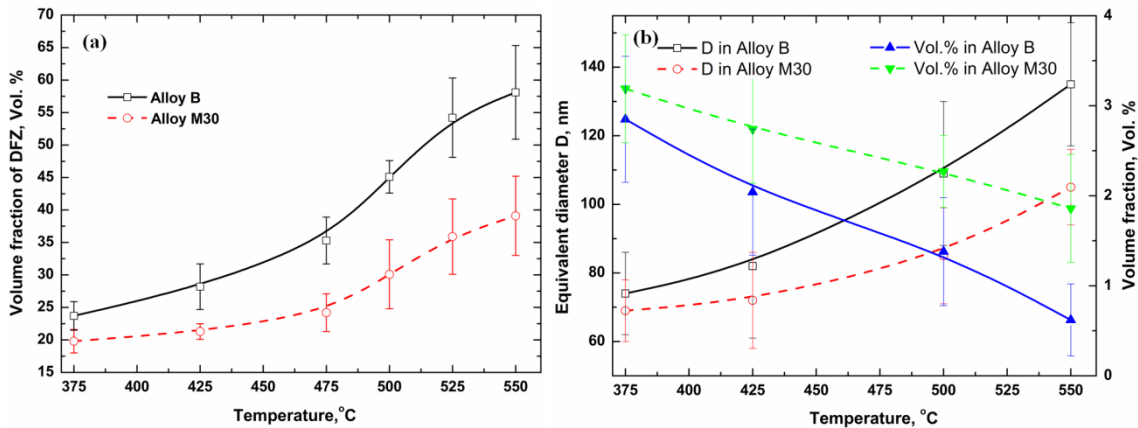 (a)
Alloy B
Alloy M30
Volume fraction of DFZ, Vol. %
70
65
60
55
50
45
40
35
30
25
20
15
375 400 425 450 475 500 525 550
Temperature,°C
(b)
D in Alloy B
D in Alloy M30
Vol.% in Alloy B
Vol.% in Alloy M30
Equivalent diameter D, nm
140
120
100
80
60
375 400 425 450 475 500 525 550
Temperature, °C
4
3
2
1
0
Volume fraction, Vol. %